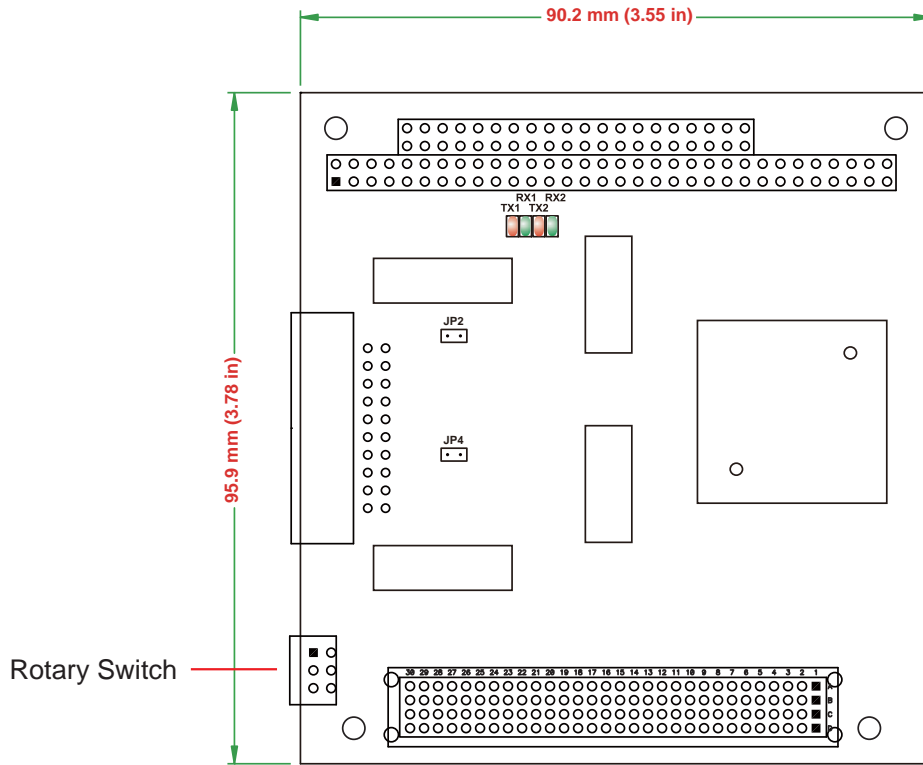 90.2 mm (3.55 in)
RX1 RX2
TX1 TX2
JP2
95.9 mm (3.78 in)
JP4
Rotary Switch
30 29 28 27 26 25 24 23 22 21 20 19 18 17 16 15 14 13 12 11 10 9 8 7 6 5 4 3 2 1
A
B
C
D